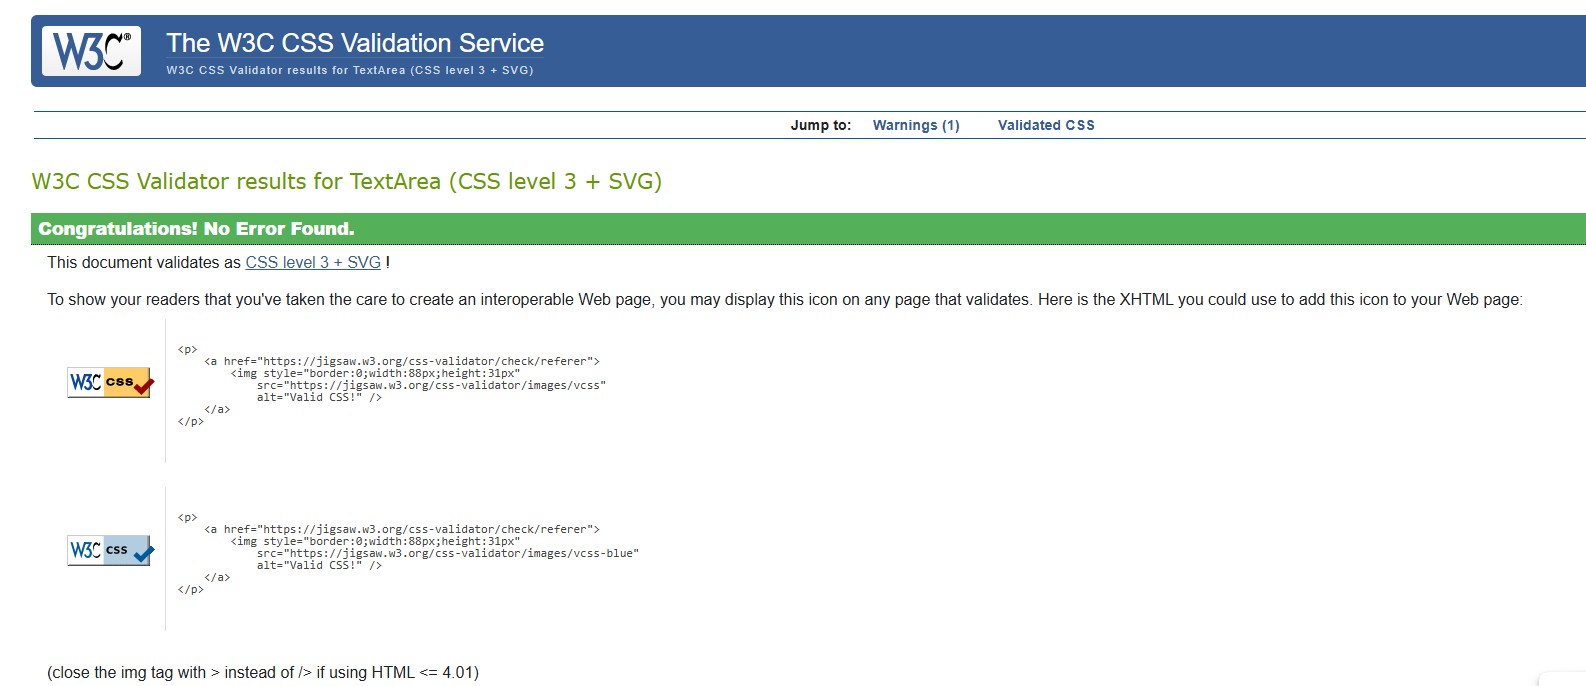 W3C®
The W3C CSS Validation Service
W3C CSS Validator results for TextArea (CSS level 3 + SVG)
Jump to: Warnings (1) Validated CSS
W3C CSS Validator results for TextArea (CSS level 3 + SVG)
Congratulations! No Error Found.
This document validates as CSS level 3 + SVG !
To show your readers that you've taken the care to create an interoperable Web page, you may display this icon on any page that validates. Here is the XHTML you could use to add this icon to your Web page:
W3C css
<p>
    <a href="https://jigsaw.w3.org/css-validator/check/referer">
        <img style="border:0;width:88px;height:31px"
            src="https://jigsaw.w3.org/css-validator/images/vcss"
            alt="Valid CSS!" />
    </a>
</p>
W3C css
<p>
    <a href="https://jigsaw.w3.org/css-validator/check/referer">
        <img style="border:0;width:88px;height:31px"
            src="https://jigsaw.w3.org/css-validator/images/vcss-blue"
            alt="Valid CSS!" />
    </a>
</p>
(close the img tag with > instead of /> if using HTML <= 4.01)